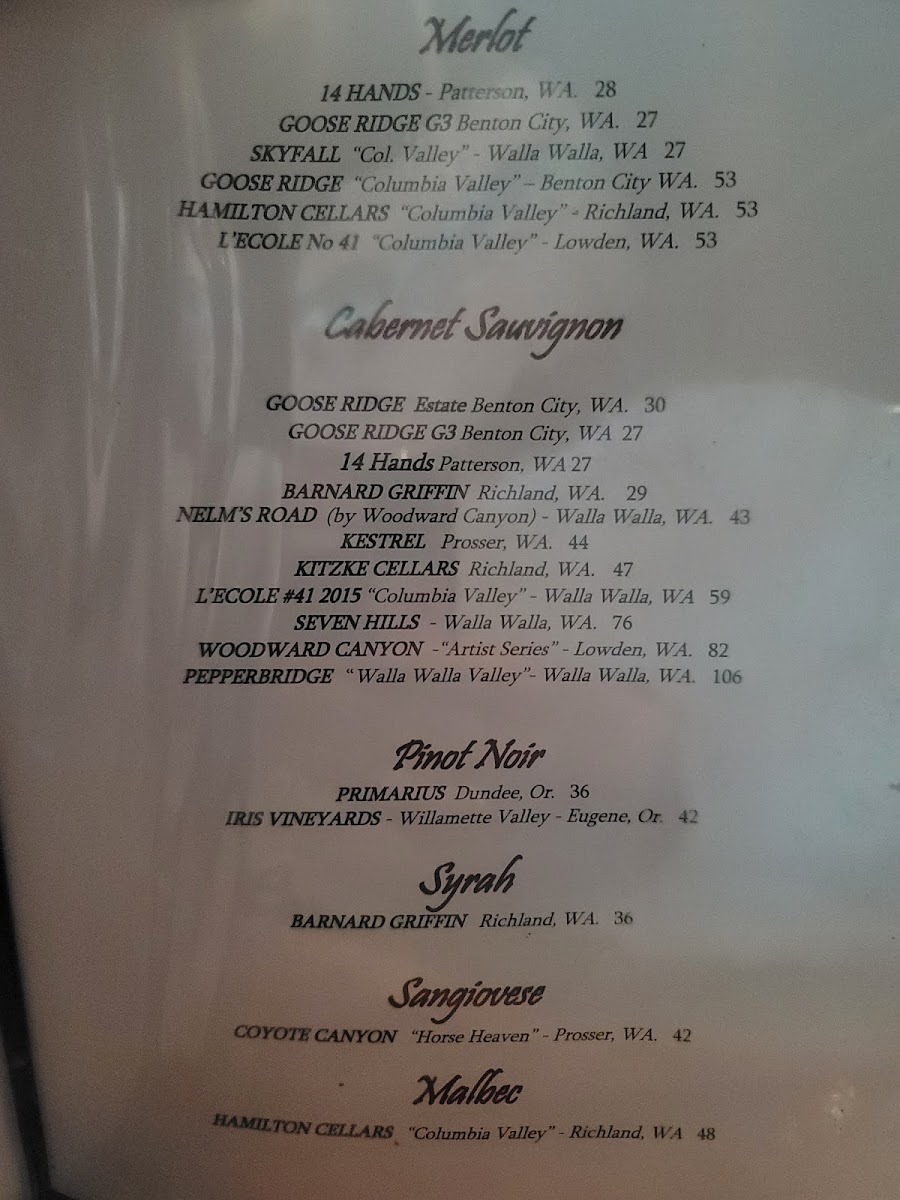 Merlot
14 HANDS - Patterson, WA. 28
GOOSE RIDGE G3 Benton City, WA. 27
SKYFALL "Col. Valley" - Walla Walla, WA 27
GOOSE RIDGE "Columbia Valley" – Benton City WA. 53
HAMILTON CELLARS "Columbia Valley" - Richland, WA. 53
L'ECOLE No 41 "Columbia Valley" - Lowden, WA. 53
Cabernet Sauvignon
GOOSE RIDGE Estate Benton City, WA. 30
GOOSE RIDGE G3 Benton City, WA 27
14 Hands Patterson, WA 27
BARNARD GRIFFIN Richland, WA. 29
NELM'S ROAD (by Woodward Canyon) - Walla Walla, WA. 43
KESTREL Prosser, WA. 44
KITZKE CELLARS Richland, WA. 47
L'ECOLE #41 2015 "Columbia Valley" - Walla Walla, WA 59
SEVEN HILLS - Walla Walla, WA. 76
WOODWARD CANYON -"Artist Series" - Lowden, WA. 82
PEPPERBRIDGE "Walla Walla Valley"- Walla Walla, WA. 106
Pinot Noir
PRIMARIUS Dundee, Or. 36
IRIS VINEYARDS - Willamette Valley - Eugene, Or. 42
Syrah
BARNARD GRIFFIN Richland, WA. 36
Sangiovese
COYOTE CANYON "Horse Heaven" - Prosser, WA. 42
Malbec
HAMILTON CELLARS "Columbia Valley" - Richland, WA 48